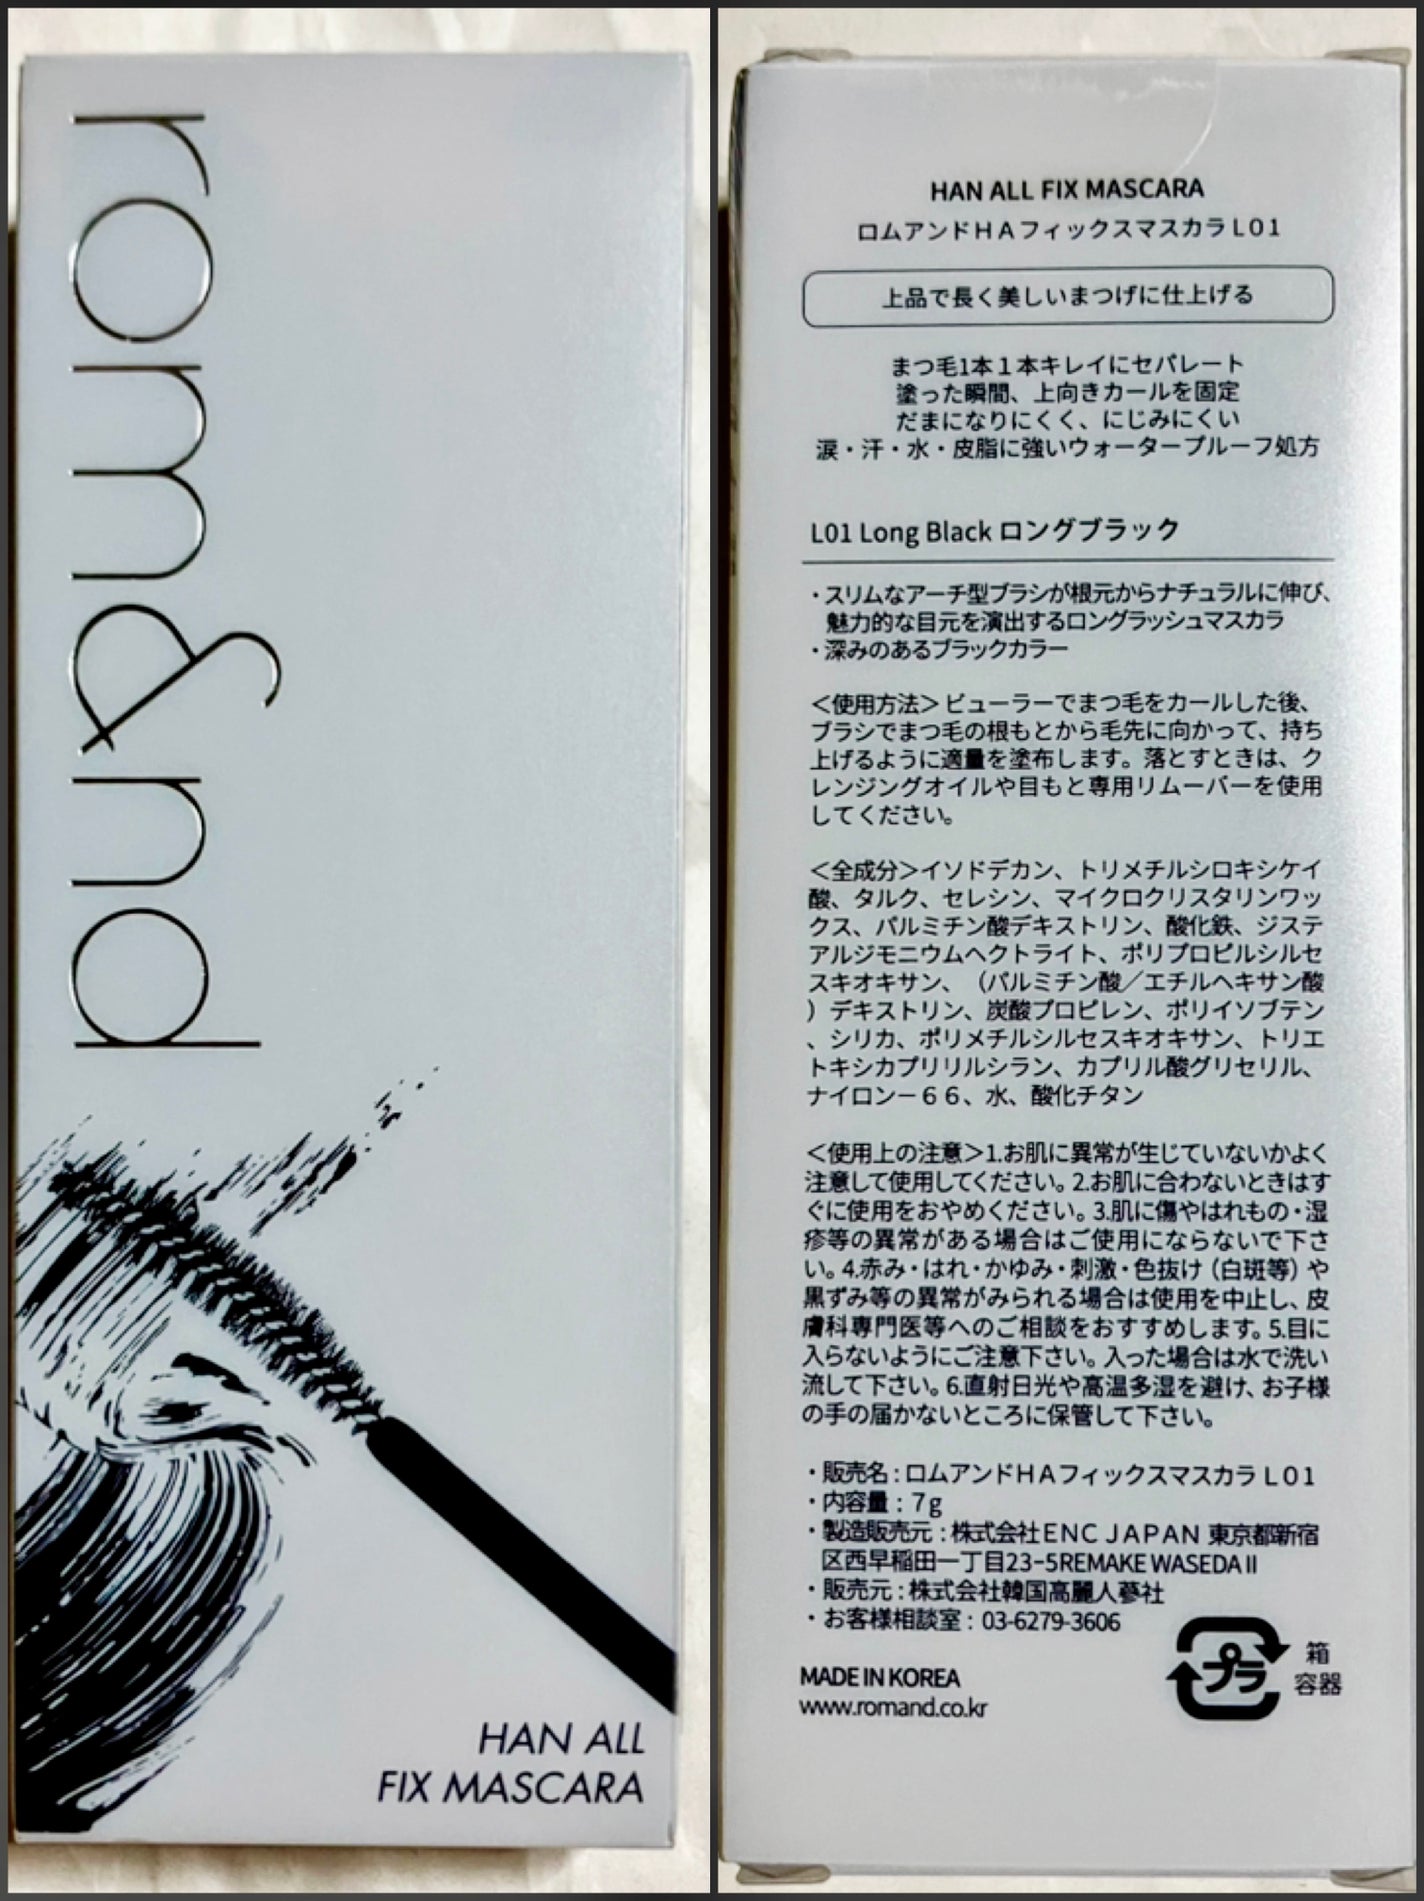 rom&nd
HAN ALL
FIX MASCARA
HAN ALL FIX MASCARA
ロムアンドＨＡフィックスマスカラＬ０１
上品で長く美しいまつげに仕上げる
まつ毛1本１本キレイにセパレート
塗った瞬間、上向きカールを固定
だまになりにくく、にじみにくい
涙・汗・水・皮脂に強いウォータープルーフ処方
L01 Long Black ロングブラック
・スリムなアーチ型ブラシが根元からナチュラルに伸び、
魅力的な目元を演出するロングラッシュマスカラ
・深みのあるブラックカラー
＜使用方法＞ビューラーでまつ毛をカールした後、
ブラシでまつ毛の根もとから毛先に向かって、持ち
上げるように適量を塗布します。落とすときは、ク
レンジングオイルや目もと専用リムーバーを使用
してください。
＜全成分＞イソドデカン、トリメチルシロキシケイ
酸、タルク、セレシン、マイクロクリスタリンワッ
クス、パルミチン酸デキストリン、酸化鉄、ジステ
アルジモニウムヘクトライト、ポリプロピルシルセ
スキオキサン、（パルミチン酸／エチルヘキサン酸
）デキストリン、炭酸プロピレン、ポリイソブテン
、シリカ、ポリメチルシルセスキオキサン、トリエ
トキシカプリリルシラン、カプリル酸グリセリル、
ナイロン－６６、水、酸化チタン
＜使用上の注意＞1.お肌に異常が生じていないかよく
注意して使用してください。2.お肌に合わないときはす
ぐに使用をおやめください。3.肌に傷やはれもの・湿
疹等の異常がある場合はご使用にならないで下さ
い。4.赤み・はれ・かゆみ・刺激・色抜け（白斑等）や
黒ずみ等の異常がみられる場合は使用を中止し、皮
膚科専門医等へのご相談をおすすめします。5.目に
入らないようにご注意下さい。入った場合は水で洗い
流して下さい。6.直射日光や高温多湿を避け、お子様
の手の届かないところに保管して下さい。
・販売名：ロムアンドＨＡフィックスマスカラＬ０１
・内容量：7g
・製造販売元：株式会社ＥＮＣ ＪＡＰＡＮ 東京都新宿
区西早稲田一丁目23-5REMAKE WASEDAⅡ
・販売元：株式会社韓国高麗人蔘社
・お客様相談室：03-6279-3606
プラ
箱
容器
MADE IN KOREA
www.romand.co.kr